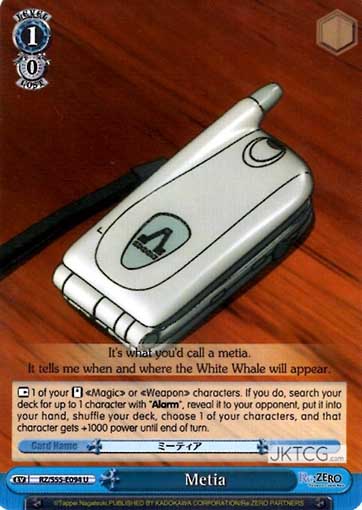 LEVEL
1
0
COST
It's what you'd call a metia.
It tells me when and where the White Whale will appear.
1 of your «Magic» or «Weapon» characters. If you do, search your
deck for up to 1 character with "Alarm", reveal it to your opponent, put it into
your hand, shuffle your deck, choose 1 of your characters, and that
character gets +1000 power until end of turn.
Card Name
ミーティア
JKTCG.com
EV
RZ/S55-E094 U
Metia
Re:ZERO
©Tappei Nagatsuki,PUBLISHED BY KADOKAWA CORPORATION/Re:ZERO PARTNERS